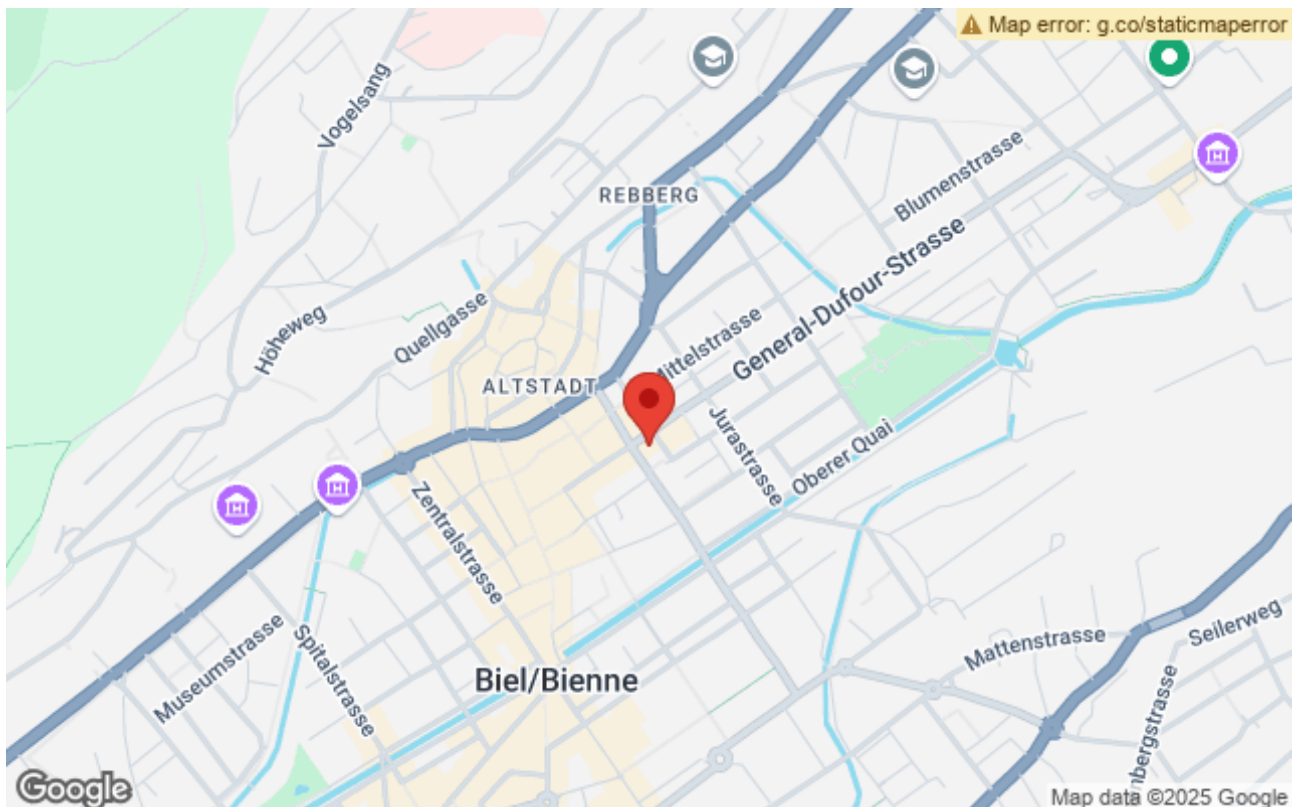 Map error: g.co/staticmaperror
Vogelsang
REBBERG
Blumenstrasse
General-Dufour-Strasse
Höheweg
Quellgasse
Mittelstrasse
ALTSTADT
Jurastrasse
Oberer Quai
Zentralstrasse
Museumstrasse
Spitalstrasse
Mattenstrasse
Seilerweg
Biel/Bienne
Google
Map data ©2025 Google